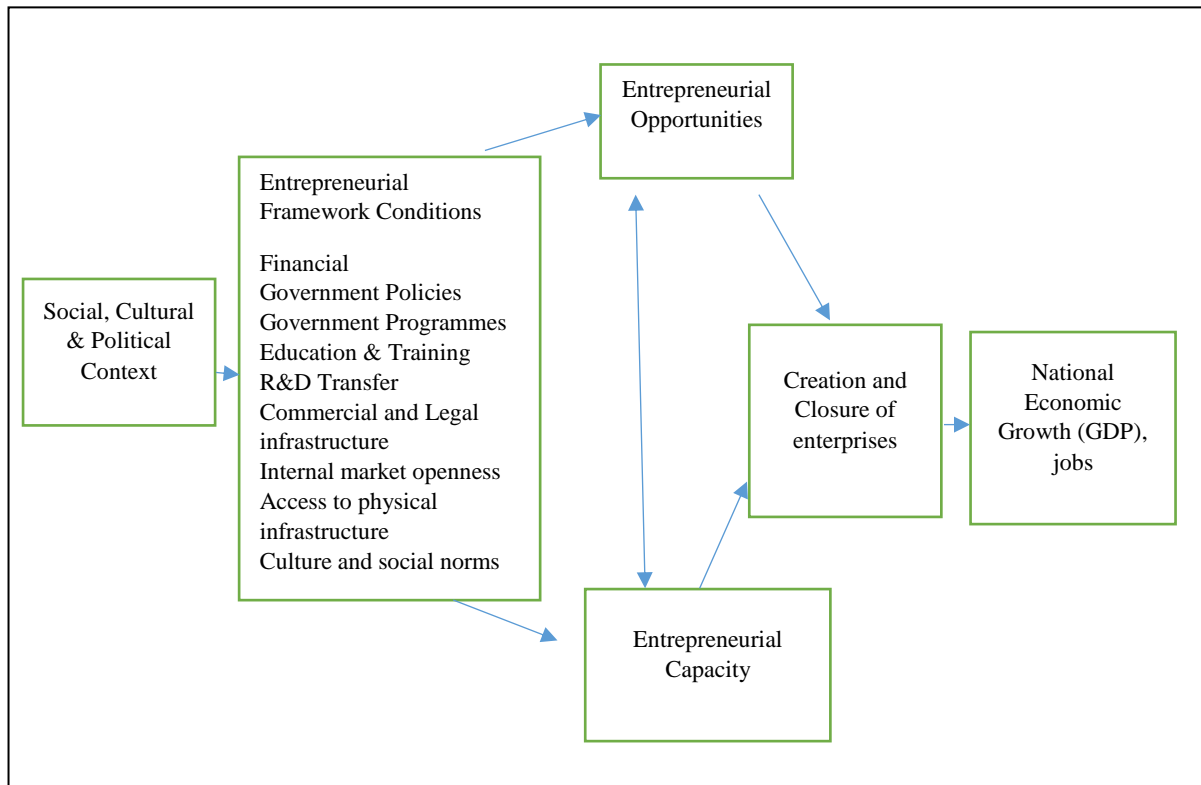 Social, Cultural
& Political
Context
Entrepreneurial
Framework Conditions
Financial
Government Policies
Government Programmes
Education & Training
R&D Transfer
Commercial and Legal
infrastructure
Internal market openness
Access to physical
infrastructure
Culture and social norms
Entrepreneurial
Opportunities
Entrepreneurial
Capacity
Creation and
Closure of
enterprises
National
Economic
Growth (GDP),
jobs